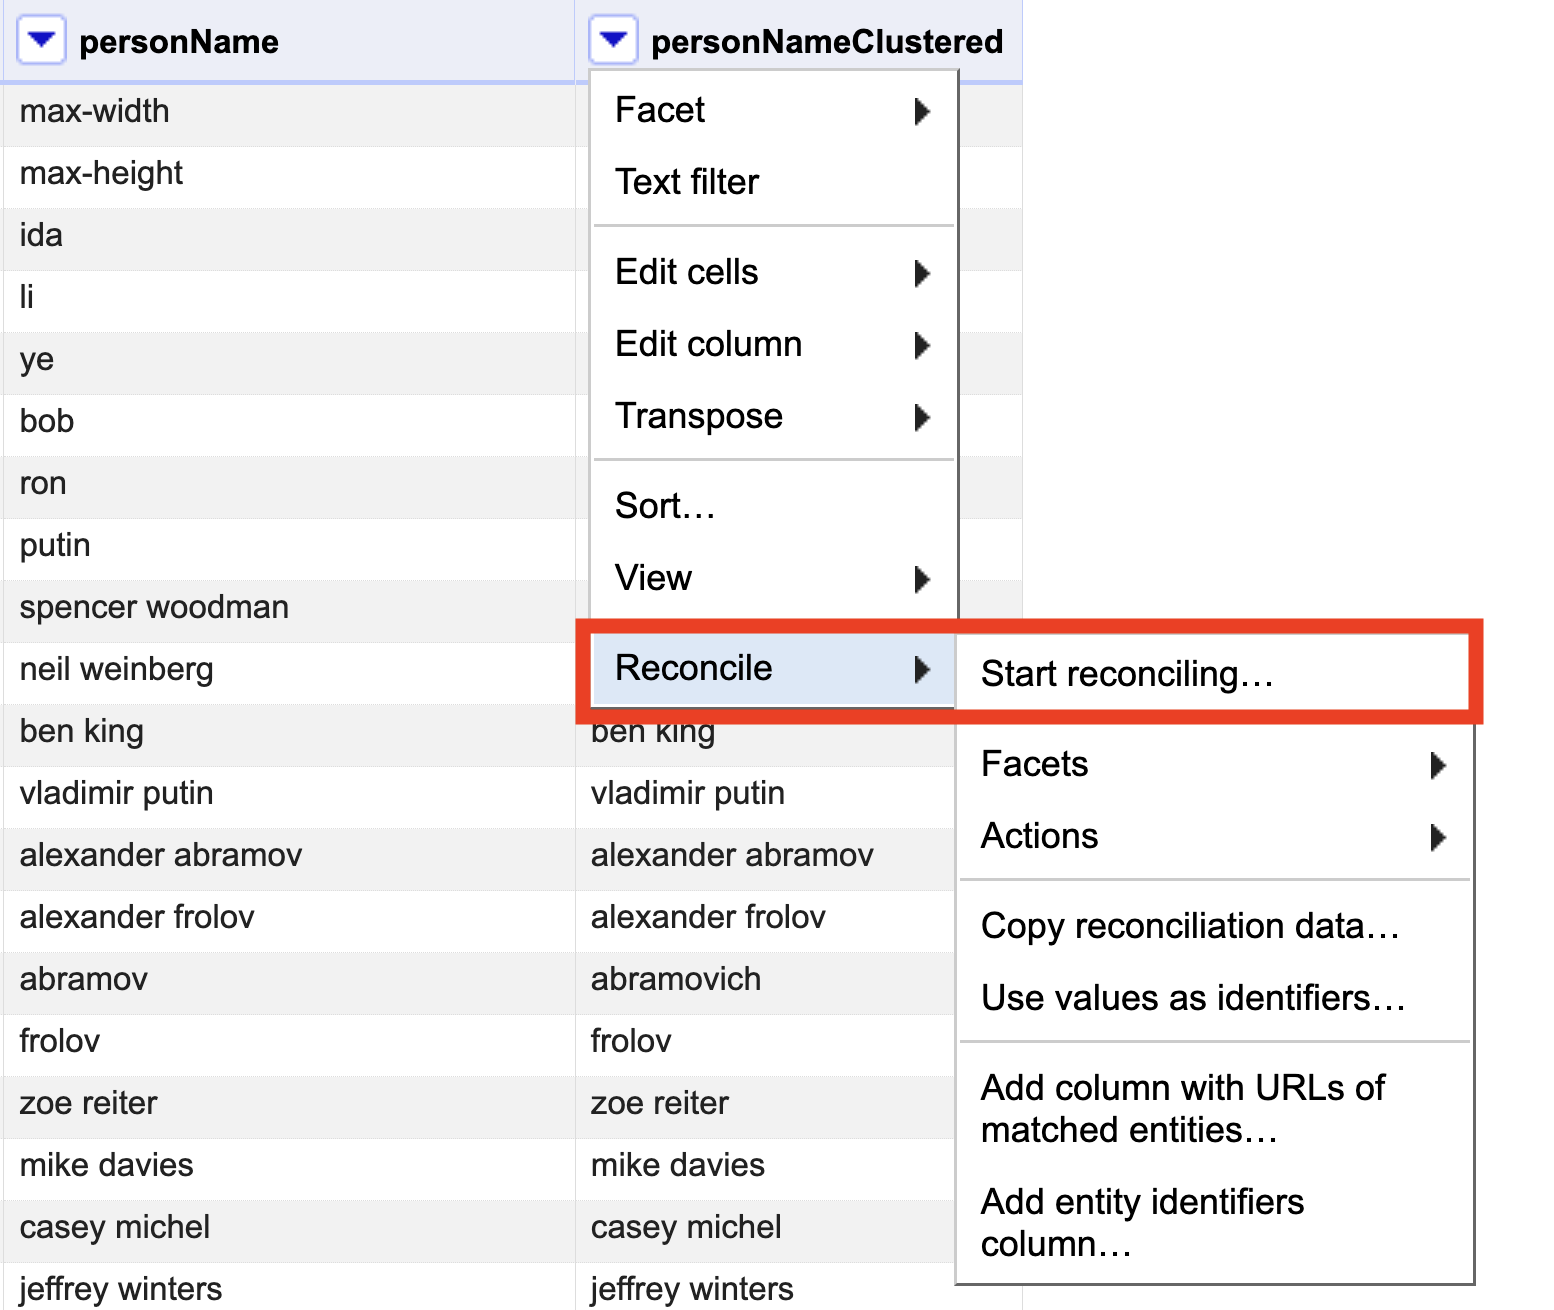 personName
personNameClustered
max-width
max-height
ida
li
ye
bob
ron
putin
spencer woodman
neil weinberg
ben king
vladimir putin
alexander abramov
alexander frolov
abramov
frolov
zoe reiter
mike davies
casey michel
jeffrey winters
Facet
Text filter
Edit cells
Edit column
Transpose
Sort…
View
Reconcile
ben king
vladimir putin
alexander abramov
alexander frolov
abramovich
frolov
zoe reiter
mike davies
casey michel
jeffrey winters
Start reconciling…
Facets
Actions
Copy reconciliation data…
Use values as identifiers…
Add column with URLs of
matched entities…
Add entity identifiers
column…